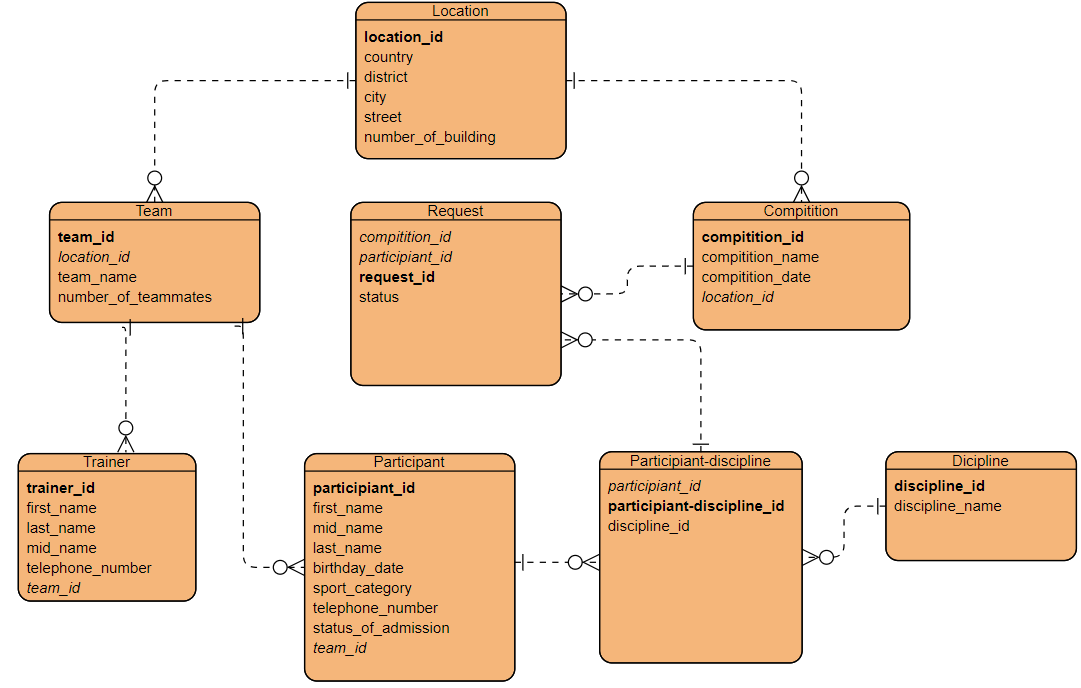 Location
location_id
country
district
city
street
number_of_building
Team
team_id
location_id
team_name
number_of_teammates
Request
compitition_id
participiant_id
request_id
status
Compitition
compitition_id
compitition_name
compitition_date
location_id
Trainer
trainer_id
first_name
last_name
mid_name
telephone_number
team_id
Participant
participiant_id
first_name
mid_name
last_name
birthday_date
sport_category
telephone_number
status_of_admission
team_id
Participiant-discipline
participiant_id
participiant-discipline_id
discipline_id
Dicipline
discipline_id
discipline_name